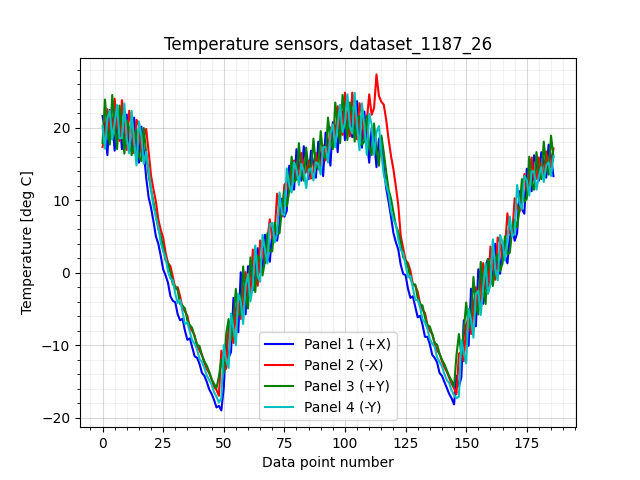 Temperature sensors, dataset_1187_26
Temperature [deg C]
20
10
0
−10
−20
Panel 1 (+X)
Panel 2 (-X)
Panel 3 (+Y)
Panel 4 (-Y)
0 25 50 75 100 125 150 175
Data point number